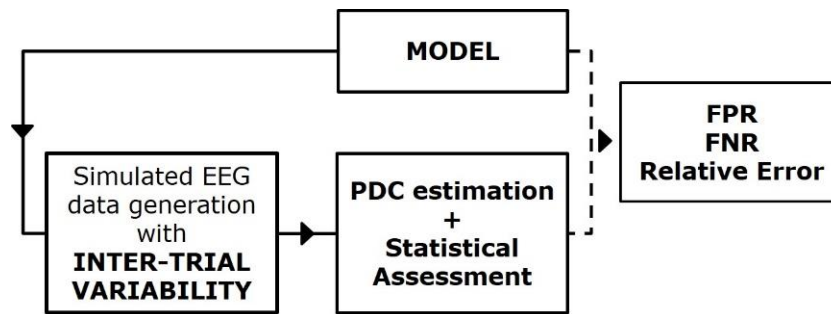 MODEL
FPR
FNR
Relative Error
Simulated EEG
data generation
with
INTER-TRIAL
VARIABILITY
PDC estimation
+
Statistical
Assessment